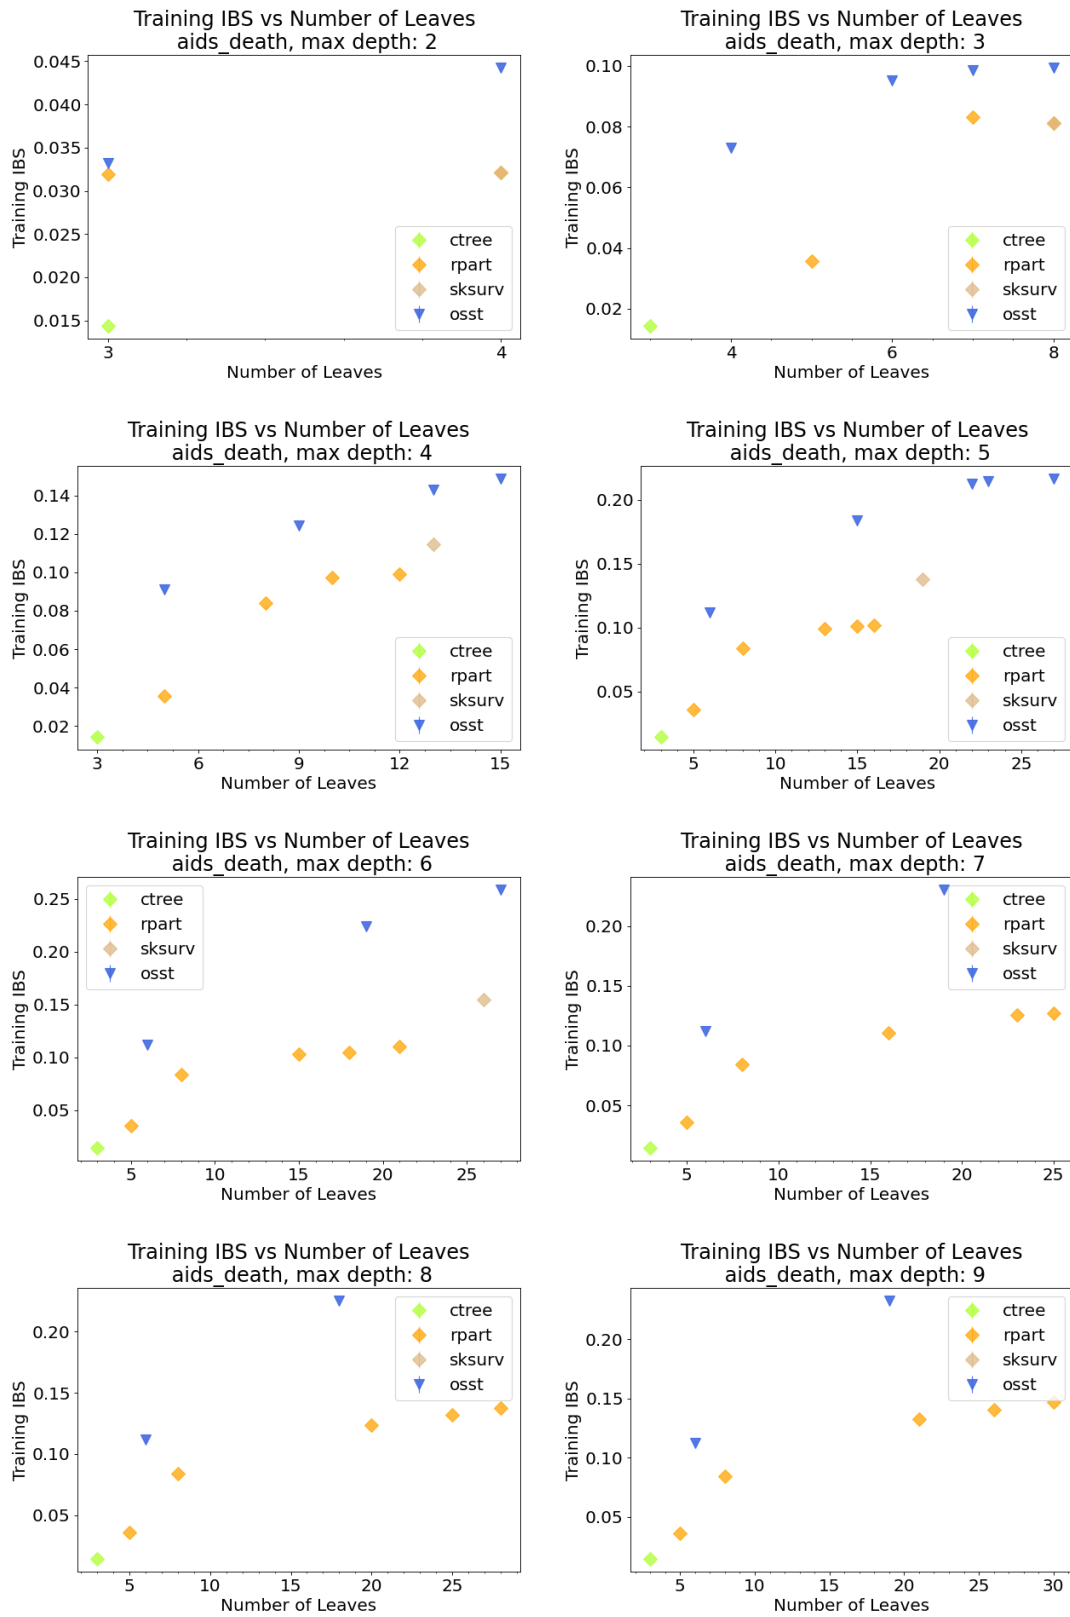 Training IBS vs Number of Leaves
aids_death, max depth: 2
0.045
0.040
0.035
0.030
0.025
0.020
0.015
Training IBS
ctree
rpart
sksurv
osst
3
4
Number of Leaves
Training IBS vs Number of Leaves
aids_death, max depth: 3
0.10
0.08
0.06
0.04
0.02
Training IBS
ctree
rpart
sksurv
osst
4
6
8
Number of Leaves
Training IBS vs Number of Leaves
aids_death, max depth: 4
0.14
0.12
0.10
0.08
0.06
0.04
0.02
Training IBS
ctree
rpart
sksurv
osst
3
6
9
12
15
Number of Leaves
Training IBS vs Number of Leaves
aids_death, max depth: 5
0.20
0.15
0.10
0.05
Training IBS
ctree
rpart
sksurv
osst
5
10
15
20
25
Number of Leaves
Training IBS vs Number of Leaves
aids_death, max depth: 6
0.25
0.20
0.15
0.10
0.05
Training IBS
ctree
rpart
sksurv
osst
5
10
15
20
25
Number of Leaves
Training IBS vs Number of Leaves
aids_death, max depth: 7
0.20
0.15
0.10
0.05
Training IBS
ctree
rpart
sksurv
osst
5
10
15
20
25
Number of Leaves
Training IBS vs Number of Leaves
aids_death, max depth: 8
0.20
0.15
0.10
0.05
Training IBS
ctree
rpart
sksurv
osst
5
10
15
20
25
Number of Leaves
Training IBS vs Number of Leaves
aids_death, max depth: 9
0.20
0.15
0.10
0.05
Training IBS
ctree
rpart
sksurv
osst
5
10
15
20
25
30
Number of Leaves